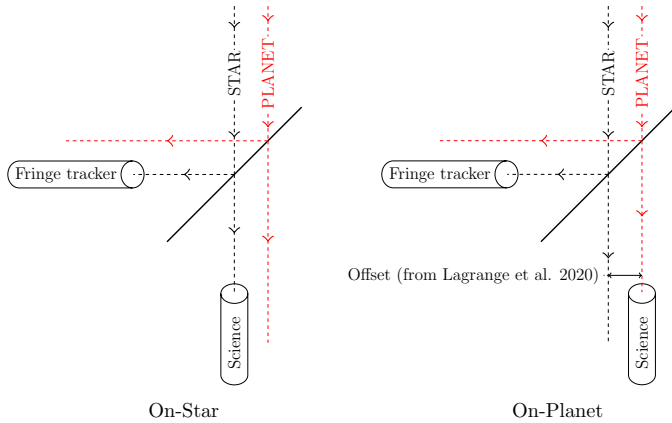 STAR
PLANET
Fringe tracker
Science
On-Star
STAR
PLANET
Fringe tracker
Offset (from Lagrange et al. 2020)
Science
On-Planet